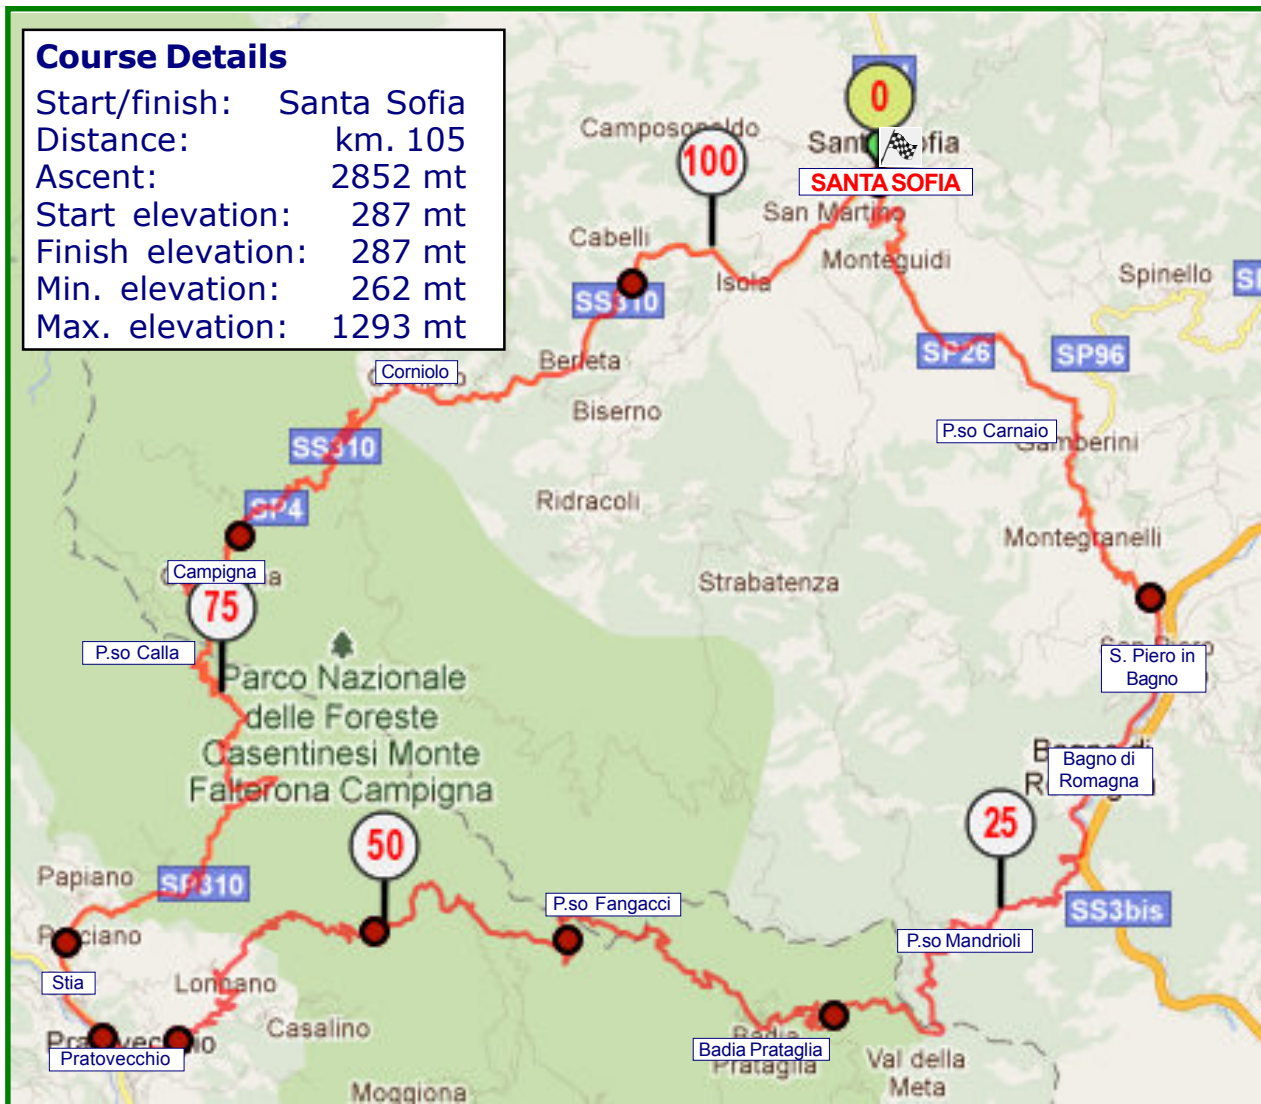 Course Details
Start/finish: Santa Sofia
Distance: km. 105
Ascent: 2852 mt
Start elevation: 287 mt
Finish elevation: 287 mt
Min. elevation: 262 mt
Max. elevation: 1293 mt
0
Camposonaldo
100
SANTA SOFIA
San Martino
Cabelli
Monteguidi
Isola
Spinello
SS310
SP26
SP96
Berleta
Corniolo
Biserno
P.so Carnaio
Gamberini
SS310
SP4
Ridracoli
Montegranelli
Campigna
Strabatenza
75
P.so Calla
S. Piero in
Bagno
Parco Nazionale
delle Foreste
Casentinesi Monte
Falterona Campigna
Bagno di
Romagna
25
50
Papiano
SP310
P.so Fangacci
SS3bis
P.so Mandrioli
Stia
Lonnano
Casalino
Pratovecchio
Badia Prataglia
Badia
Prataglia
Val della
Meta
Moggiona